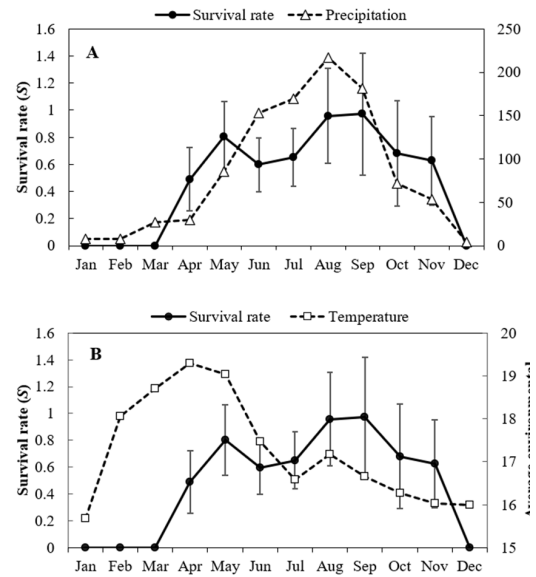 Survival rate Precipitation
1.6 250
A
1.4
200
1.2
1 150
0.8
0.6 100
0.4 50
0.2
0 0
Survival rate (S)
Jan Feb Mar Apr May Jun Jul Aug Sep Oct Nov Dec
Survival rate Temperature
1.6 20
B
1.4 19
1.2
1 18
0.8
17
0.6
0.4 16
0.2
0 15
Survival rate (S)
Jan Feb Mar Apr May Jun Jul Aug Sep Oct Nov Dec